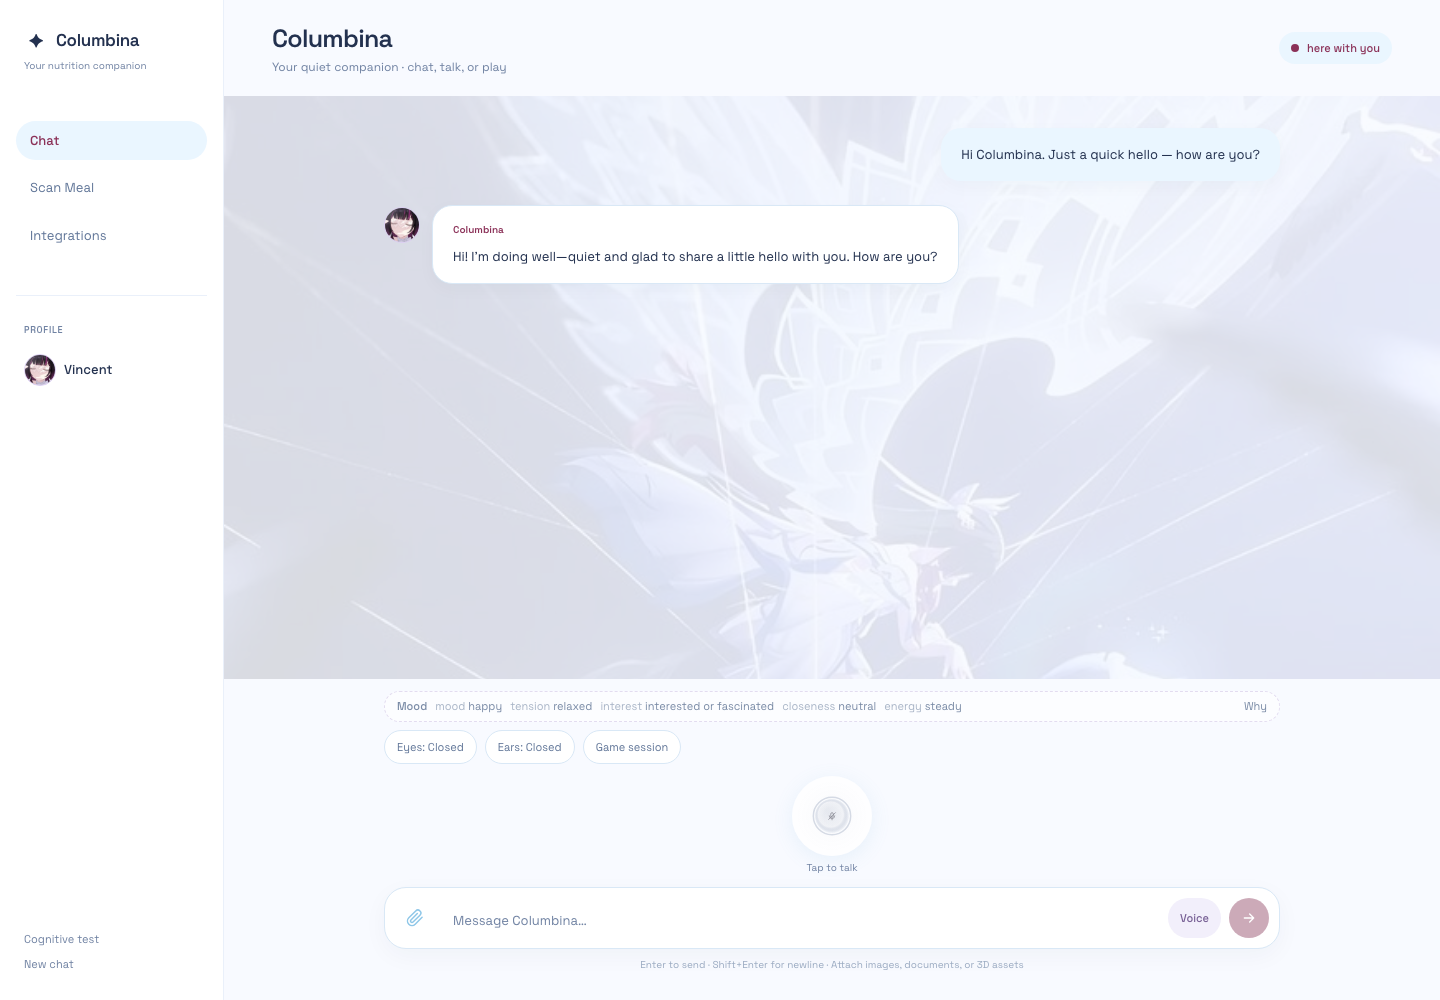 Columbina
Your nutrition companion
Chat
Scan Meal
Integrations
PROFILE
Vincent
Cognitive test
New chat
Columbina
Your quiet companion · chat, talk, or play
here with you
Hi Columbina. Just a quick hello — how are you?
Columbina
Hi! I'm doing well—quiet and glad to share a little hello with you. How are you?
Mood mood happy tension relaxed interest interested or fascinated closeness neutral energy steady Why
Eyes: Closed Ears: Closed Game session
Tap to talk
Message Columbina... Voice
Enter to send · Shift+Enter for newline · Attach images, documents, or 3D assets